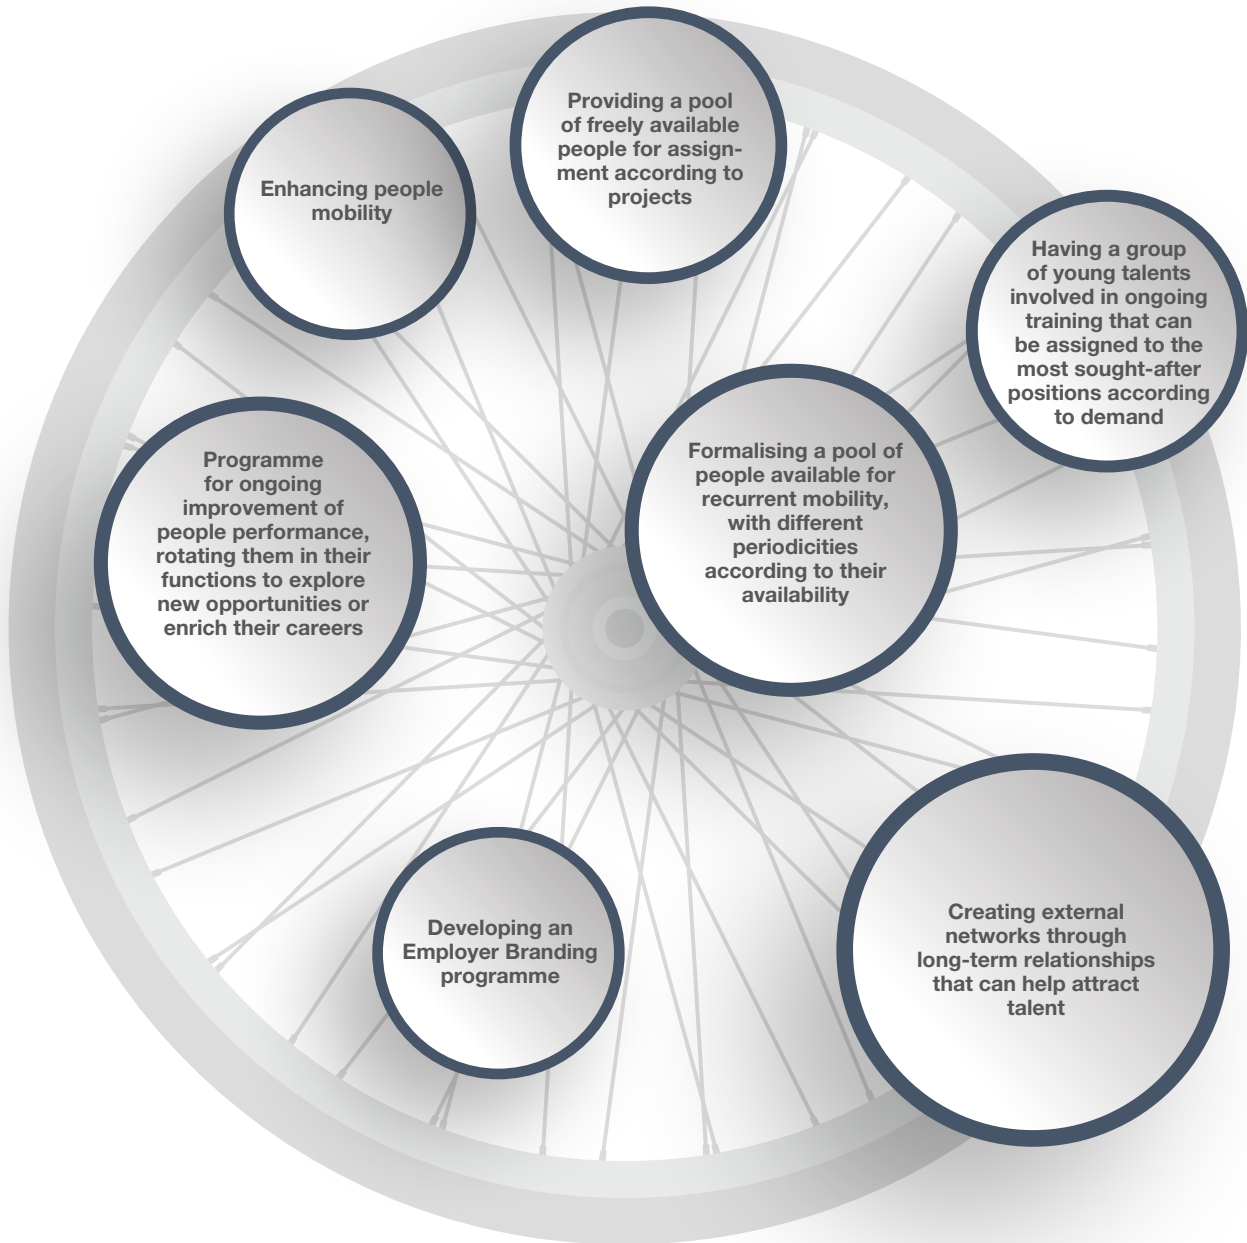 Providing a pool
of freely available
people for assign-
ment according to
projects
Enhancing people
mobility
Having a group
of young talents
involved in ongoing
training that can
be assigned to the
most sought-after
positions according
to demand
Programme
for ongoing
improvement of
people performance,
rotating them in their
functions to explore
new opportunities or
enrich their careers
Formalising a pool of
people available for
recurrent mobility,
with different
periodicities
according to their
availability
Developing an
Employer Branding
programme
Creating external
networks through
long-term relationships
that can help attract
talent